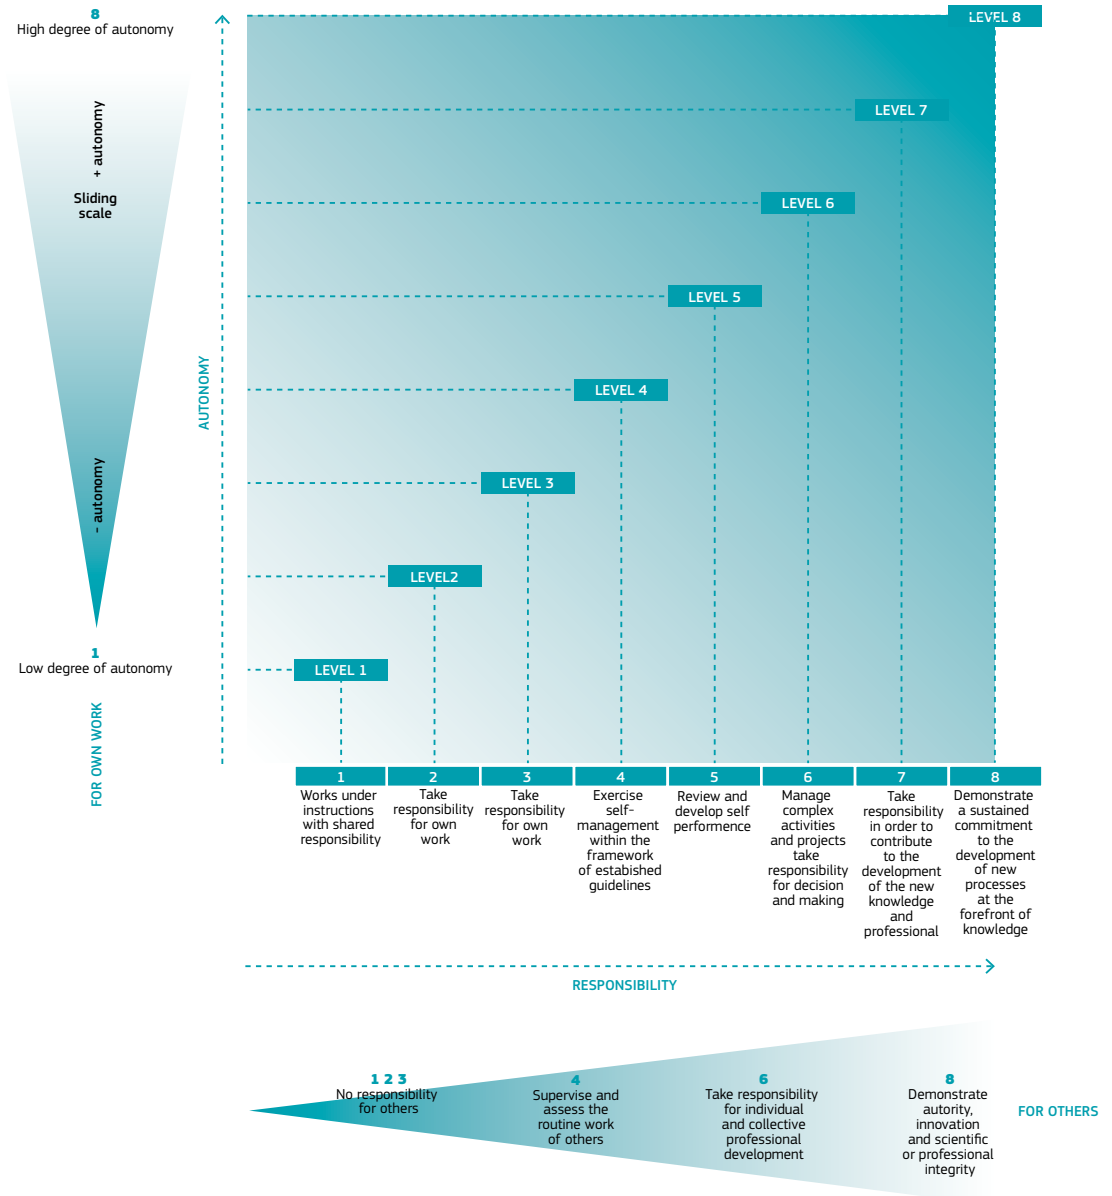 8
High degree of autonomy
+ autonomy
Sliding
scale
- autonomy
1
Low degree of autonomy
FOR OWN WORK
AUTONOMY
LEVEL 8
LEVEL 7
LEVEL 6
LEVEL 5
LEVEL 4
LEVEL 3
LEVEL2
LEVEL 1
1
Works under
instructions
with shared
responsibility
2
Take
responsibility
for own
work
3
Take
responsibility
for own
work
4
Exercise
self-
management
within the
framework
of estabished
guidelines
5
Review and
develop self
performence
6
Manage
complex
activities
and projects
take
responsibility
for decision
and making
7
Take
responsibility
in order to
contribute
to the
development
of the new
knowledge
and
professional
8
Demonstrate
a sustained
commitment
to the
development
of new
processes
at the
forefront of
knowledge
RESPONSIBILITY
1 2 3
No responsibility
for others
4
Supervise and
assess the
routine work
of others
6
Take responsibility
for individual
and collective
professional
development
8
Demonstrate
autority,
innovation
and scientific
or professional
integrity
FOR OTHERS